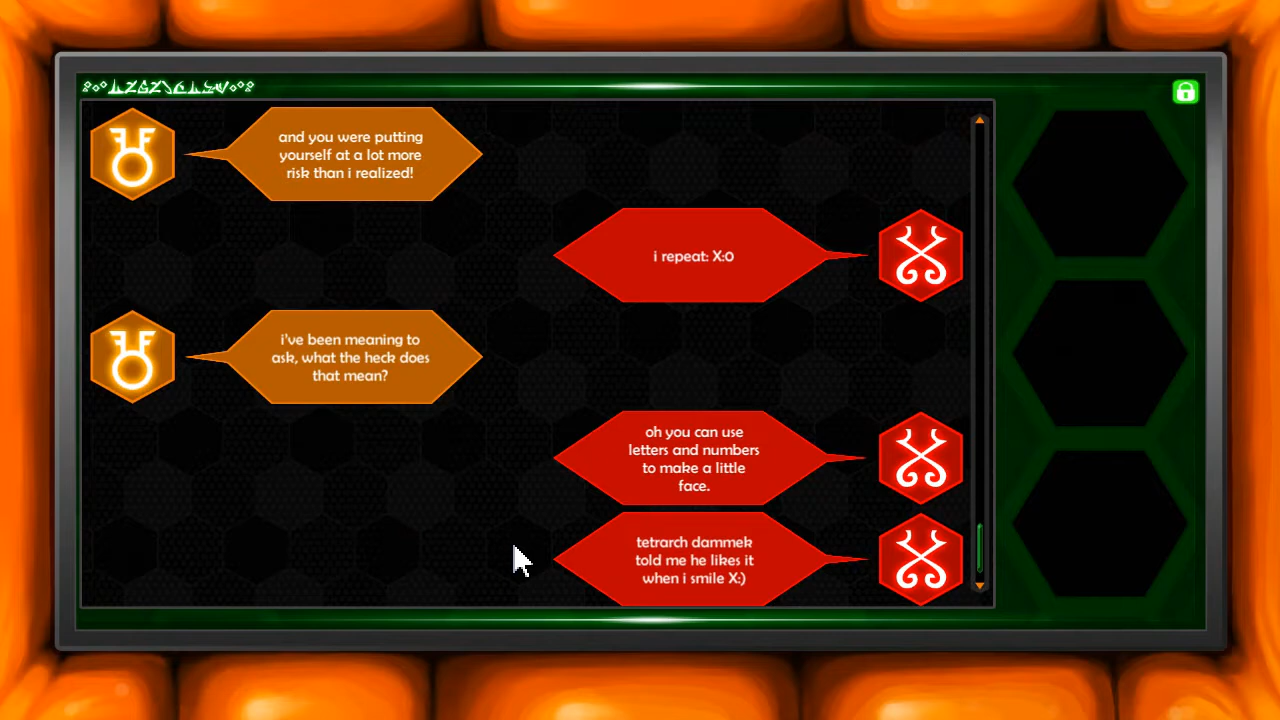 and you were putting
yourself at a lot more
risk than i realized!
i repeat: X:O
i've been meaning to
ask, what the heck does
that mean?
oh you can use
letters and numbers
to make a little
face.
tetrarch dammek
told me he likes it
when i smile X:)